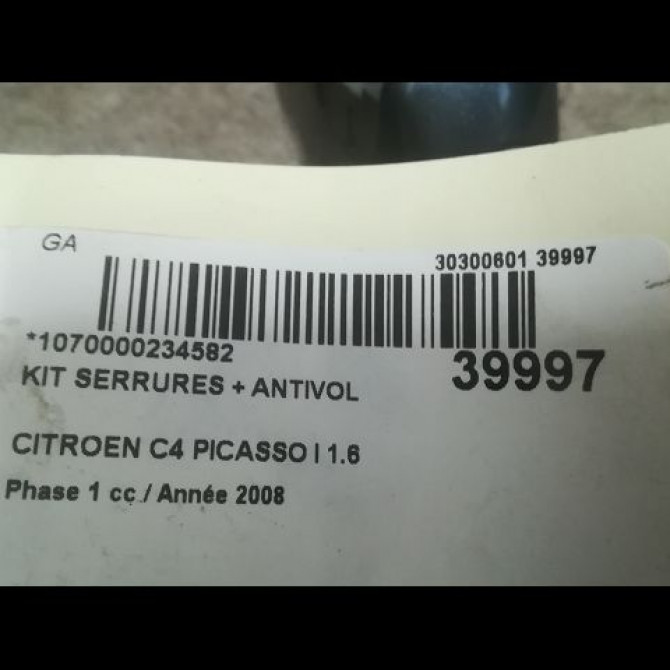 GA
30300601 39997
*1070000234582
39997
KIT SERRURES + ANTIVOL
CITROEN C4 PICASSO I 1.6
Phase 1 cc./ Année 2008